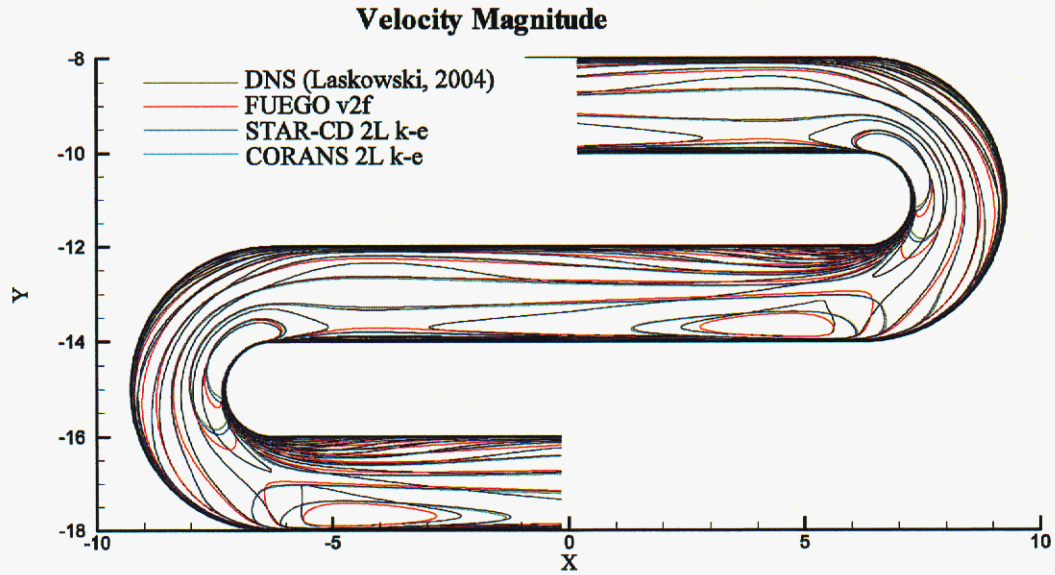 Velocity Magnitude
DNS (Laskowski, 2004)
FUEGO v2f
STAR-CD 2L k-e
CORANS 2L k-e
-8
-10
-12
-14
-16
-18
Y
-10
-5
0
5
10
X